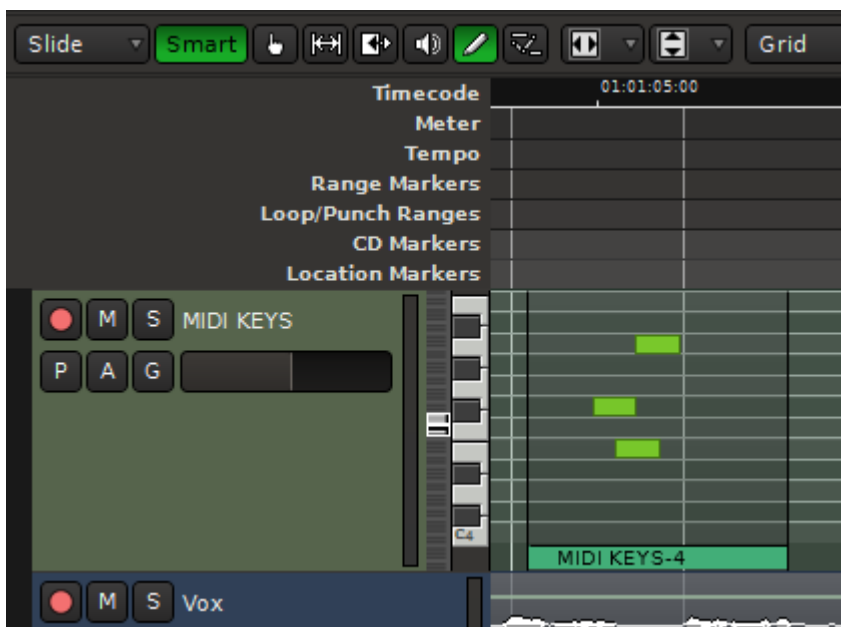 Slide Smart Grid
Timecode 01:01:05:00
Meter
Tempo
Range Markers
Loop/Punch Ranges
CD Markers
Location Markers
M S MIDI KEYS
P A G
C4
MIDI KEYS-4
M S Vox